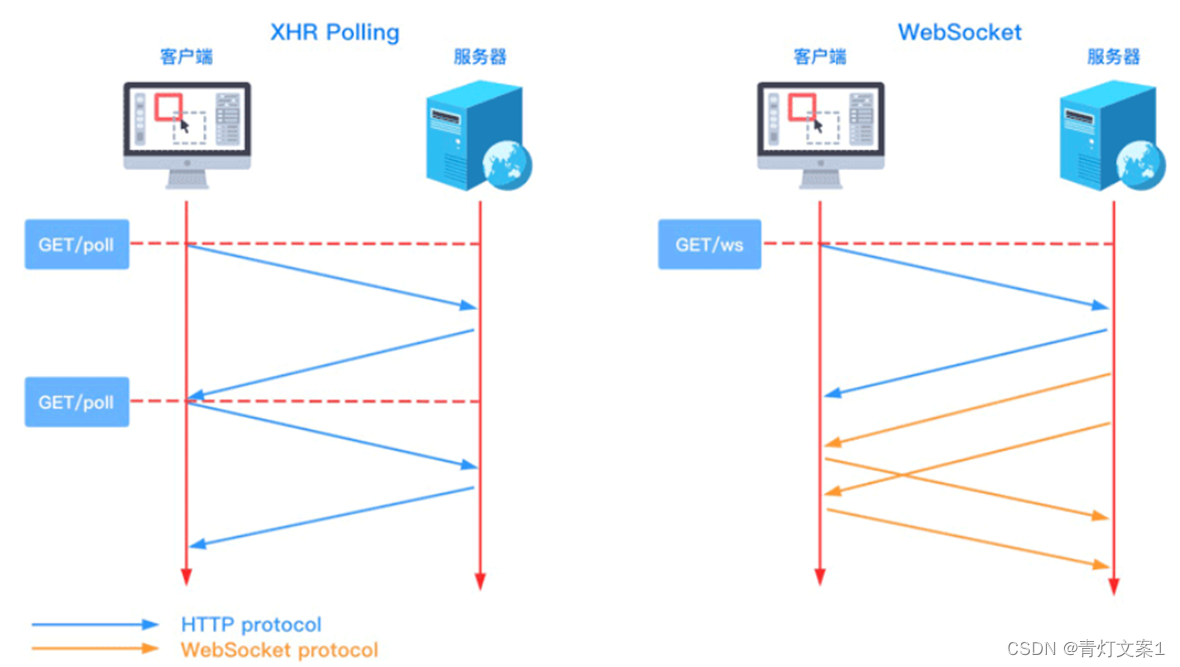 XHR Polling
客户端
服务器
GET/poll
GET/poll
HTTP protocol
WebSocket protocol
WebSocket
客户端
服务器
GET/ws
CSDN @青灯文案1